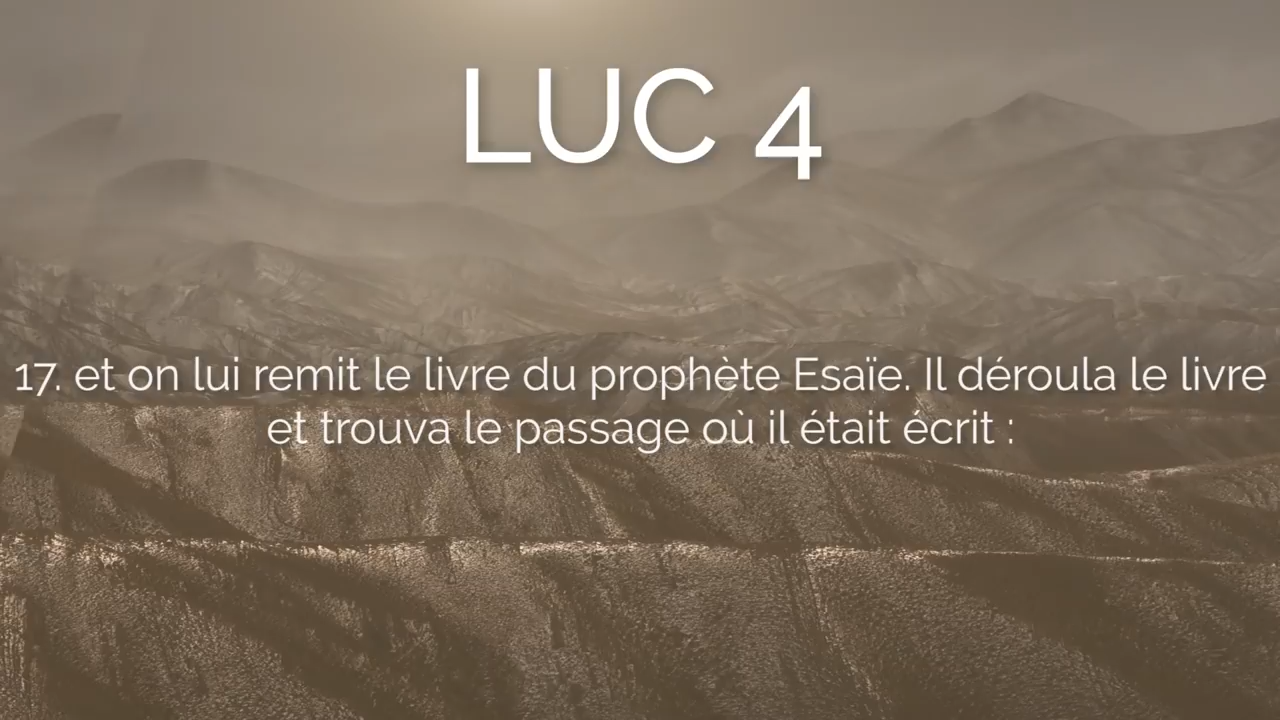 LUC 4
17. et on lui remit le livre du prophète Esaïe. Il déroula le livre
et trouva le passage où il était écrit :